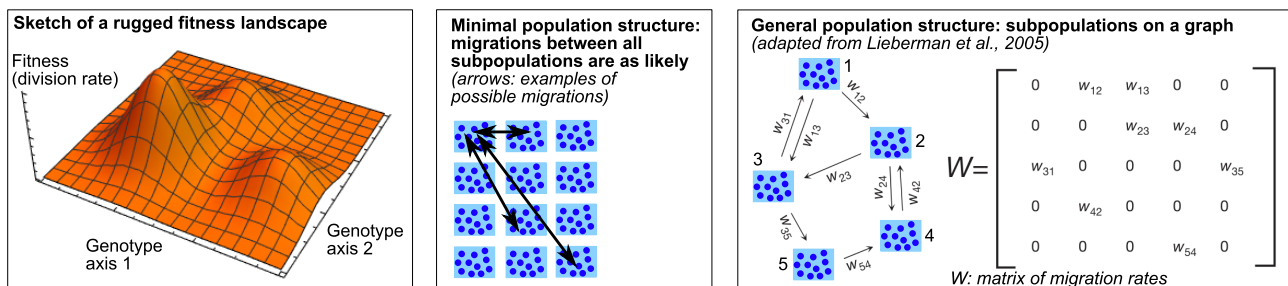 Sketch of a rugged fitness landscape
Fitness
(division rate)
Genotype
axis 1
Genotype
axis 2
Minimal population structure:
migrations between all
subpopulations are as likely
(arrows: examples of
possible migrations)
General population structure: subpopulations on a graph
(adapted from Lieberman et al., 2005)
1
w12
w31
w13
2
3
w23
w24
w42
w35
4
5
w54
W=
0 w12 w13 0 0
0 0 w23 w24 0
w31 0 0 0 w35
0 w42 0 0 0
0 0 0 w54 0
W: matrix of migration rates